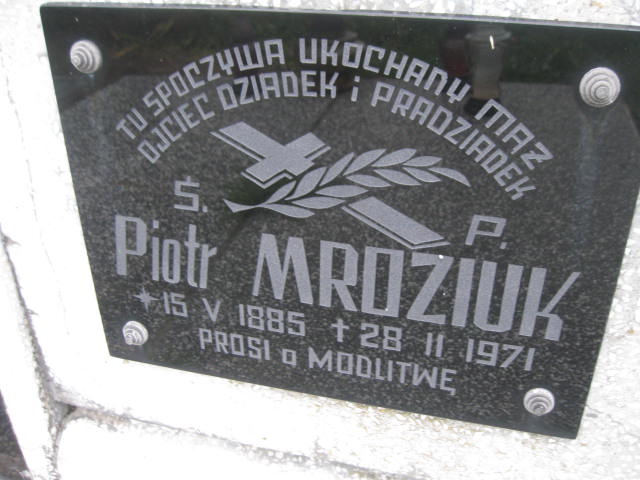 TU SPOCZYWA UKOCHANY MĄŻ
OJCIEC DZIADEK i PRADZIADEK
Ś. P.
Piotr MROZIUK
*15 V 1885 † 28 II 1971
PROSI o MODLITWĘ